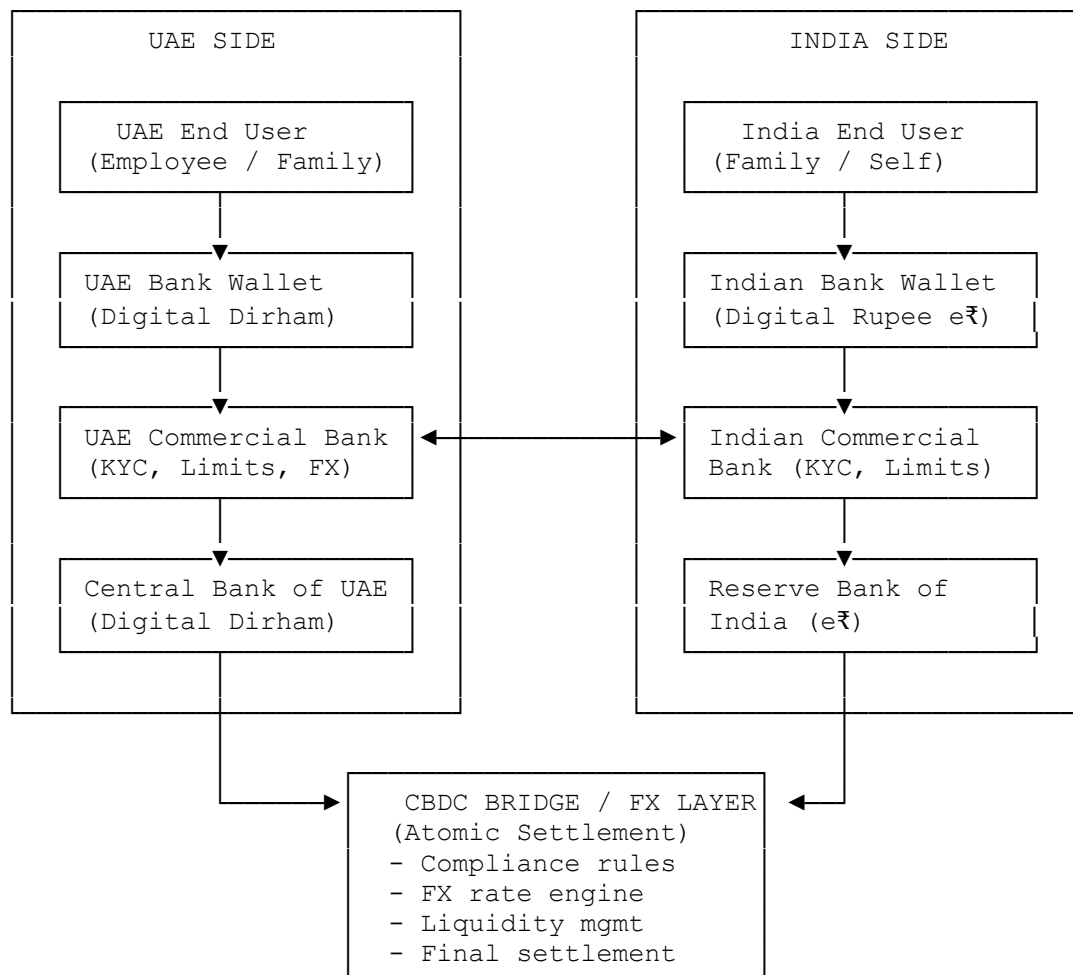 UAE SIDE
UAE End User
(Employee / Family)
UAE Bank Wallet
(Digital Dirham)
UAE Commercial Bank
(KYC, Limits, FX)
Central Bank of UAE
(Digital Dirham)
INDIA SIDE
India End User
(Family / Self)
Indian Bank Wallet
(Digital Rupee e₹)
Indian Commercial
Bank (KYC, Limits)
Reserve Bank of
India (e₹)
CBDC BRIDGE / FX LAYER
(Atomic Settlement)
- Compliance rules
- FX rate engine
- Liquidity mgmt
- Final settlement